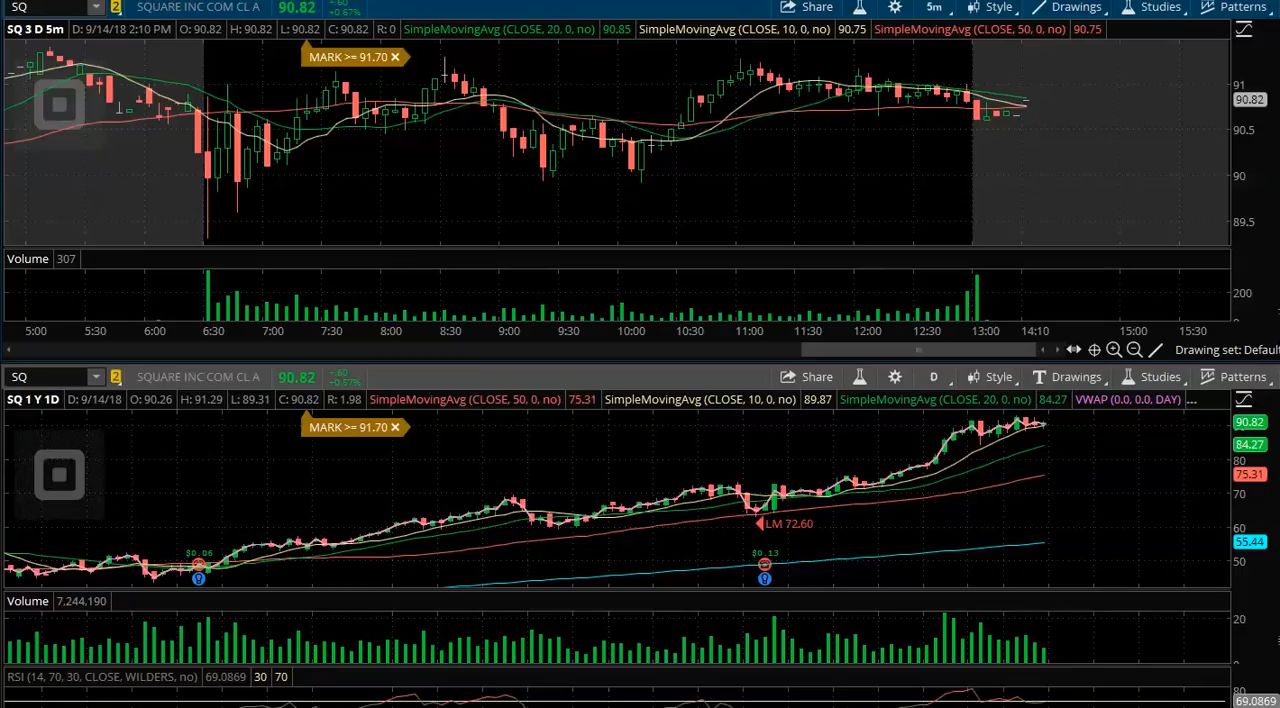 SQ 2 SQUARE INC COM CL A 90.82 +.60 +0.67% Share 5m Style Drawings Studies Patterns
SQ 3 D 5m D: 9/14/18 2:10 PM O: 90.82 H: 90.82 L: 90.82 C: 90.82 R: 0 SimpleMovingAvg (CLOSE, 20, 0, no) 90.85 SimpleMovingAvg (CLOSE, 10, 0, no) 90.75 SimpleMovingAvg (CLOSE, 50, 0, no) 90.75
MARK >= 91.70 ×
91
90.82
90.5
90
89.5
Volume 307
200
0
5:00 5:30 6:00 6:30 7:00 7:30 8:00 8:30 9:00 9:30 10:00 10:30 11:00 11:30 12:00 12:30 13:00 14:10 15:00 15:30
Drawing set: Default
SQ 2 SQUARE INC COM CL A 90.82 Share D Style Drawings Studies Patterns
SQ 1 Y 1D D: 9/14/18 O: 90.26 H: 91.29 L: 89.31 C: 90.82 R: 1.98 SimpleMovingAvg (CLOSE, 50, 0, no) 75.31 SimpleMovingAvg (CLOSE, 10, 0, no) 89.87 SimpleMovingAvg (CLOSE, 20, 0, no) 84.27 VWAP (0.0, 0.0, DAY) ...
MARK >= 91.70 ×
90.82
84.27
80
75.31
70
LM 72.60
60
55.44
$0.06 $0.13
50
Volume 7,244,190
20
RSI (14, 70, 30, CLOSE, WILDERS, no) 69.0869 30 70
80
69.0869